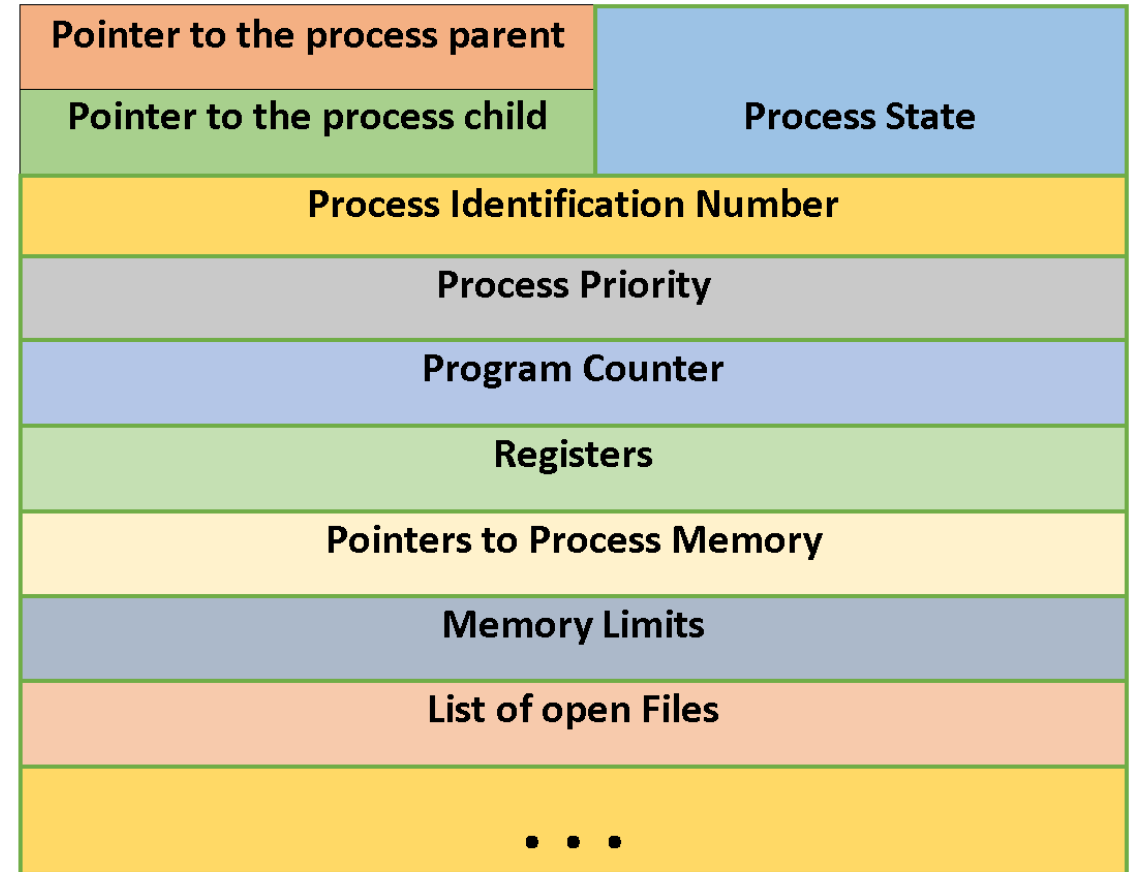 Pointer to the process parent
Pointer to the process child
Process State
Process Identification Number
Process Priority
Program Counter
Registers
Pointers to Process Memory
Memory Limits
List of open Files
. . .